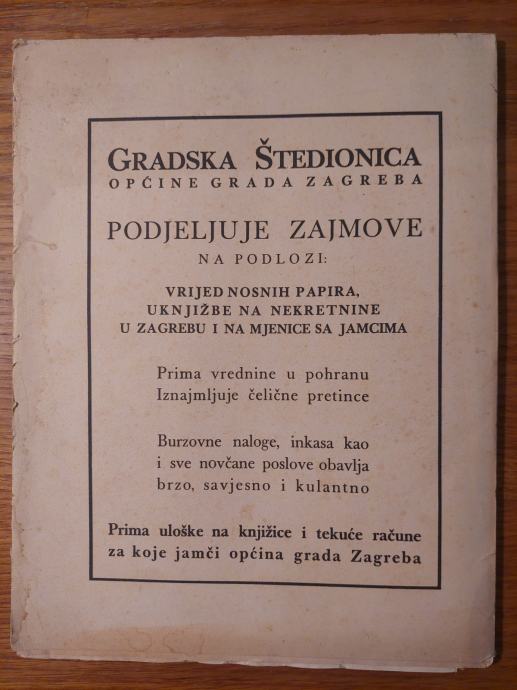 GRADSKA ŠTEDIONICA
OPĆINE GRADA ZAGREBA
PODJELJUJE ZAJMOVE
NA PODLOZI:
VRIJEDNOSNIH PAPIRA,
UKNJIŽBE NA NEKRETNINE
U ZAGREBU I NA MJENICE SA JAMCIMA
Prima vrednine u pohranu
Iznajmljuje čelične pretince
Burzovne naloge, inkasa kao
i sve novčane poslove obavlja
brzo, savjesno i kulantno
Prima uloške na knjižice i tekuće račune
za koje jamči općina grada Zagreba